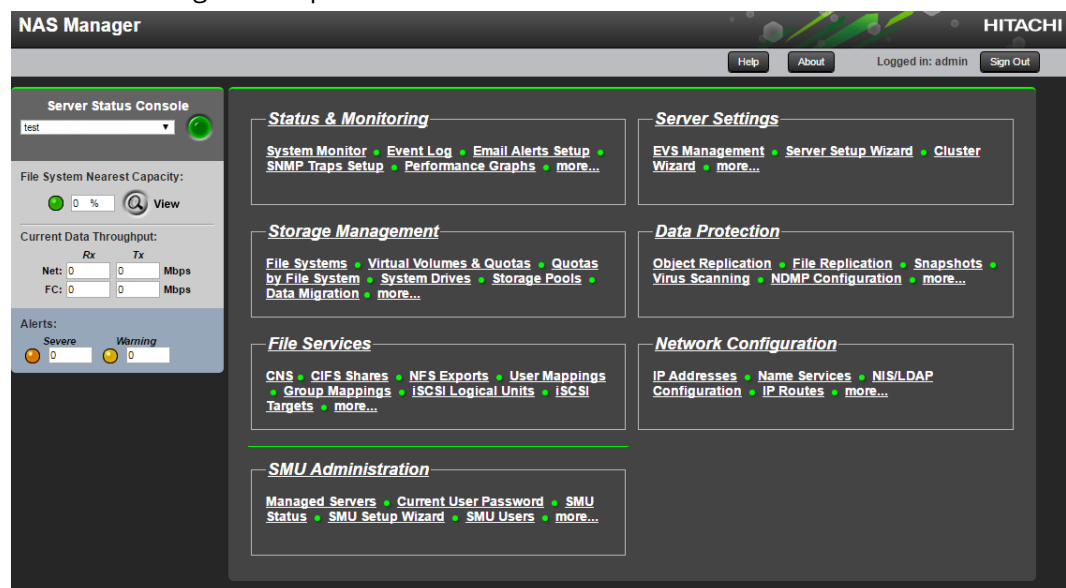 NAS Manager
HITACHI
Help
About
Logged in: admin
Sign Out
Server Status Console
test
File System Nearest Capacity:
0 %
View
Current Data Throughput:
Rx Tx
Net: 0 0 Mbps
FC: 0 0 Mbps
Alerts:
Severe Warning
0 0
Status & Monitoring
System Monitor • Event Log • Email Alerts Setup •
SNMP Traps Setup • Performance Graphs • more...
Server Settings
EVS Management • Server Setup Wizard • Cluster
Wizard • more...
Storage Management
File Systems • Virtual Volumes & Quotas • Quotas
by File System • System Drives • Storage Pools •
Data Migration • more...
Data Protection
Object Replication • File Replication • Snapshots •
Virus Scanning • NDMP Configuration • more...
File Services
CNS • CIFS Shares • NFS Exports • User Mappings
• Group Mappings • iSCSI Logical Units • iSCSI
Targets • more...
Network Configuration
IP Addresses • Name Services • NIS/LDAP
Configuration • IP Routes • more...
SMU Administration
Managed Servers • Current User Password • SMU
Status • SMU Setup Wizard • SMU Users • more...